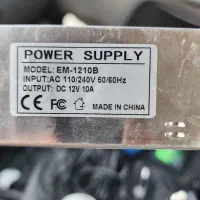 POWER SUPPLY
MODEL: EM-1210B
INPUT:AC 110/240V 50/60Hz
OUTPUT: DC 12V 10A
CE
MADE IN CHINA